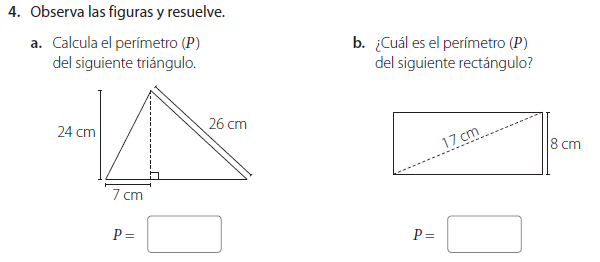 4. Observa las figuras y resuelve.
a. Calcula el perímetro (P)
del siguiente triángulo.
24 cm
26 cm
7 cm
P =
b. ¿Cuál es el perímetro (P)
del siguiente rectángulo?
17 cm
8 cm
P =